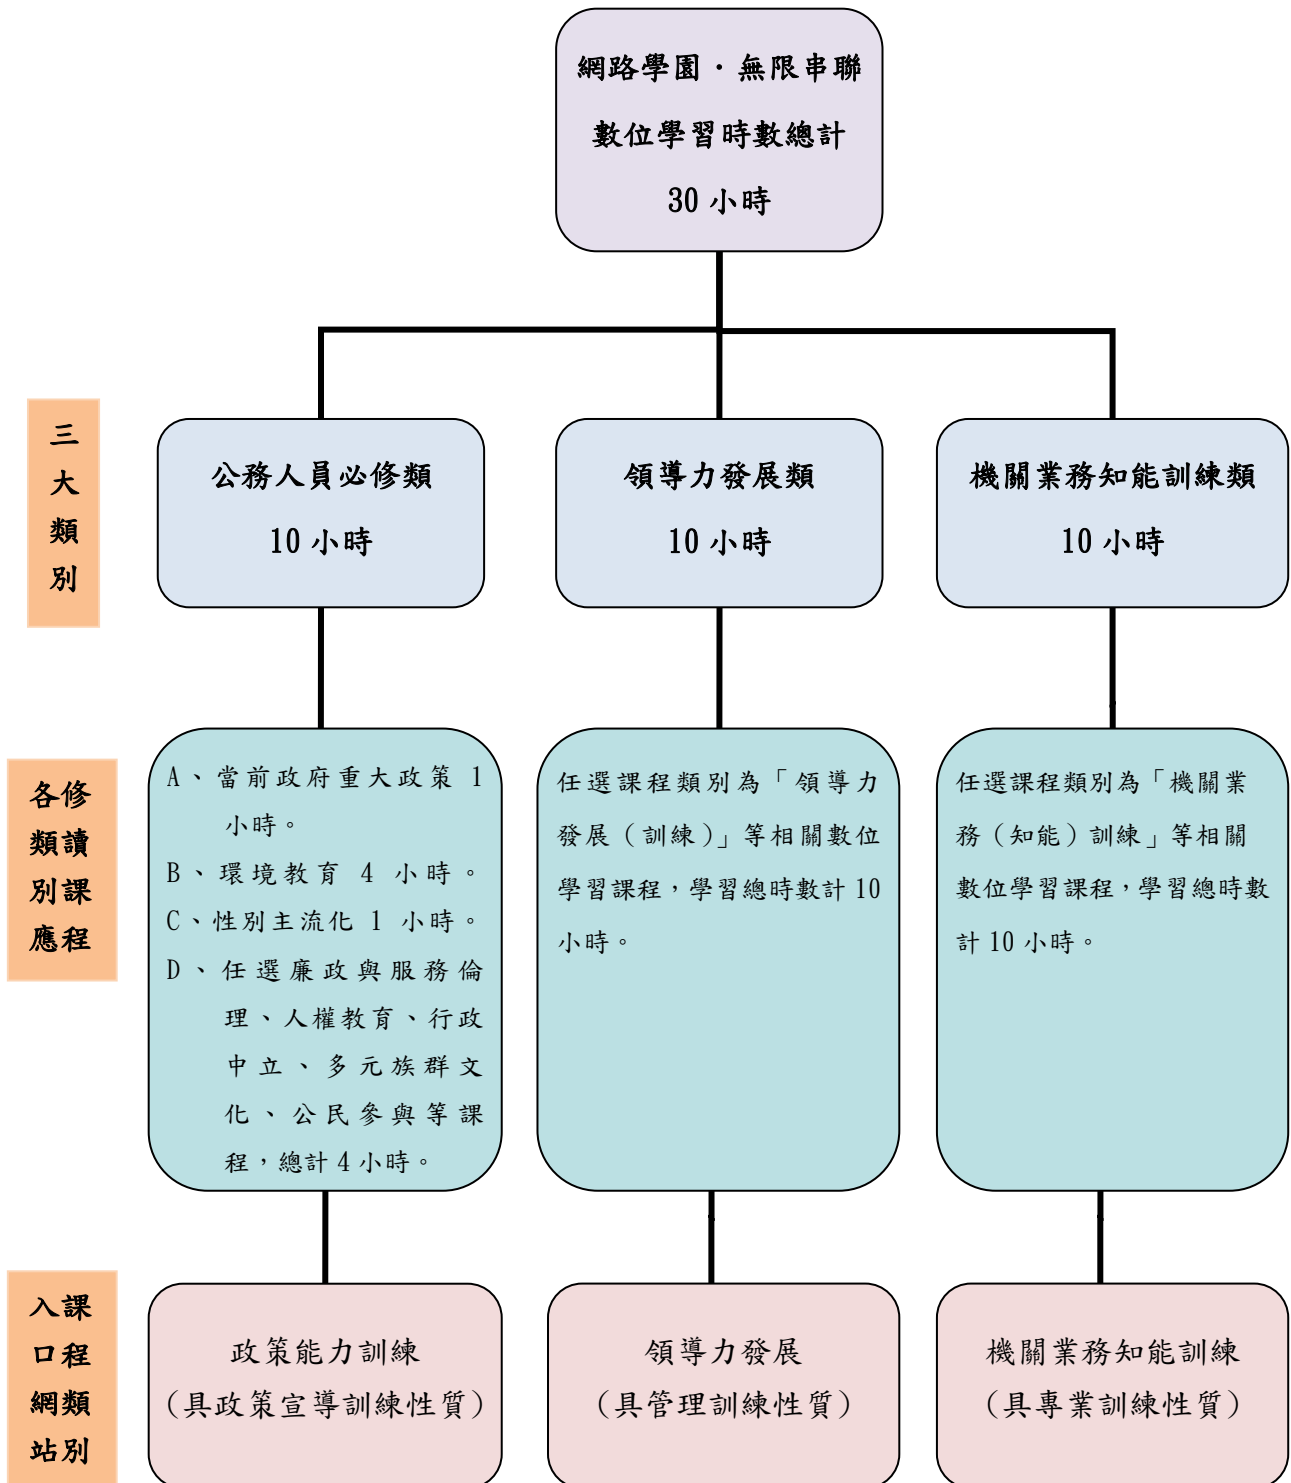 網路學園·無限串聯
數位學習時數總計
30 小時
三
大
類
別
公務人員必修類
10 小時
領導力發展類
10 小時
機關業務知能訓練類
10 小時
各修
類讀
別課
應程
A、當前政府重大政策 1
小時。
B、環境教育 4 小時。
C、性別主流化 1 小時。
D、任選廉政與服務倫
理、人權教育、行政
中立、多元族群文
化、公民參與等課
程，總計 4 小時。
任選課程類別為「領導力
發展（訓練）」等相關數位
學習課程，學習總時數計 10
小時。
任選課程類別為「機關業
務（知能）訓練」等相關
數位學習課程，學習總時數
計 10 小時。
入課
口程
網類
站別
政策能力訓練
(具政策宣導訓練性質)
領導力發展
(具管理訓練性質)
機關業務知能訓練
(具專業訓練性質)